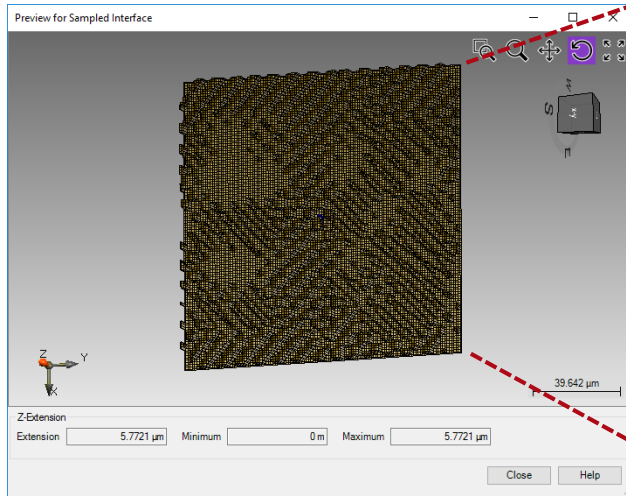 Preview for Sampled Interface
S
x-y
E
Z
Y
X
39.642 µm
Z-Extension
Extension 5.7721 µm Minimum 0 m Maximum 5.7721 µm
Close Help